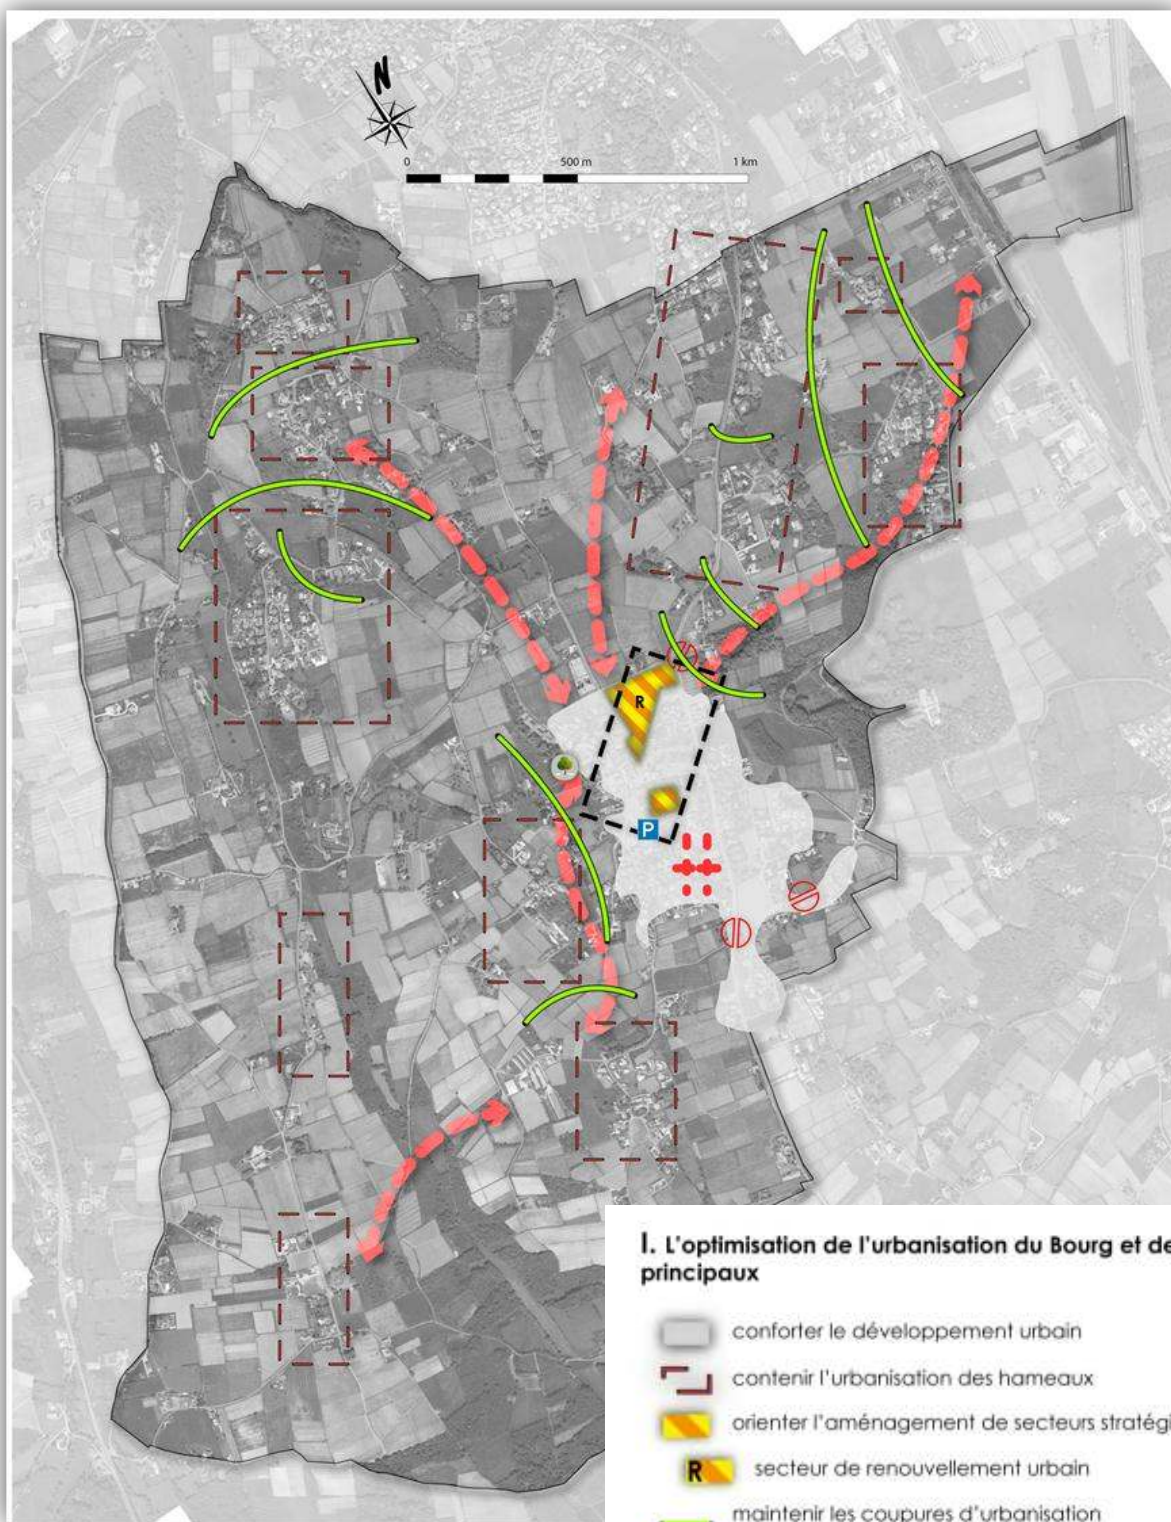 N
0 500 m 1 km
R
P
I. L'optimisation de l'urbanisation du Bourg et de
principaux
conforter le développement urbain
contenir l'urbanisation des hameaux
orienter l'aménagement de secteurs stratégi
R secteur de renouvellement urbain
maintenir les coupures d'urbanisation